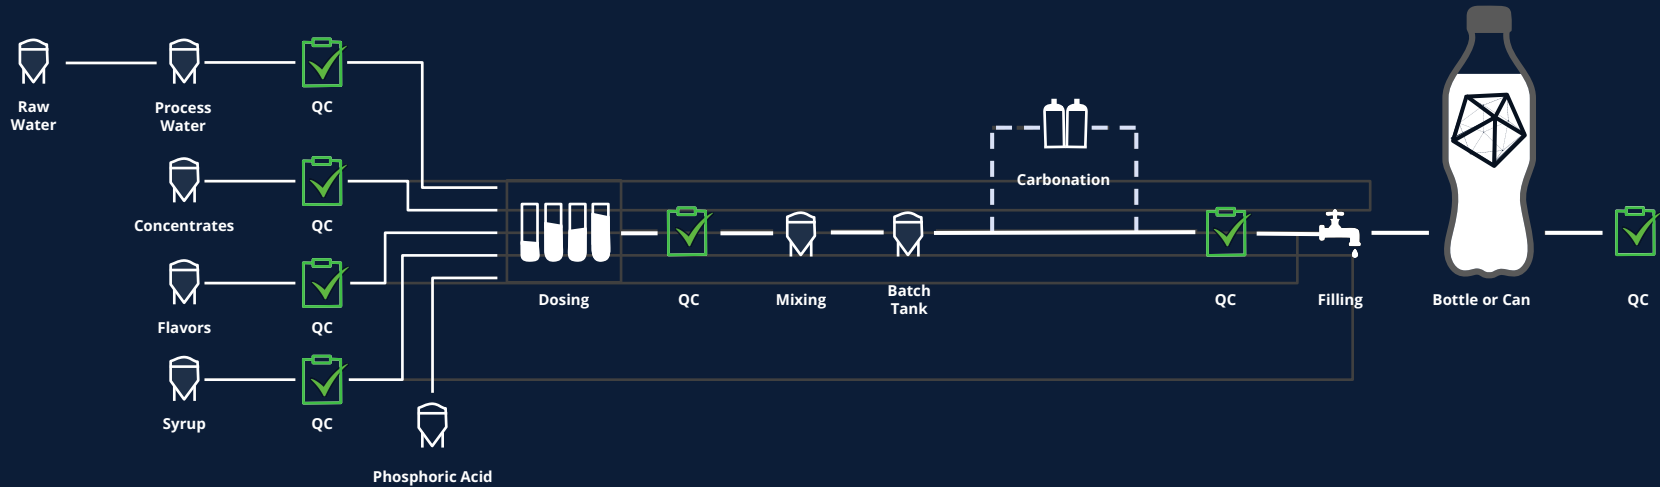 Raw
Water
Process
Water
QC
Concentrates
QC
Flavors
QC
Syrup
QC
Phosphoric Acid
Dosing
QC
Mixing
Batch
Tank
Carbonation
QC
Filling
Bottle or Can
QC